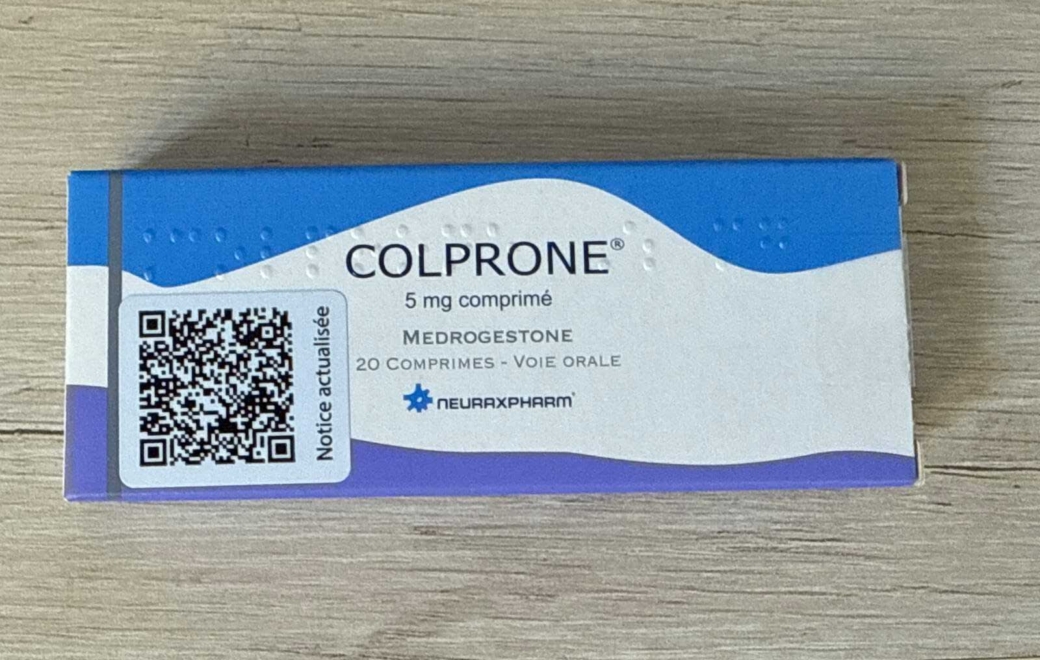 COLPRONE®
5 mg comprimé
MEDROGESTONE
20 COMPRIMES - VOIE ORALE
NEURAXPHARM
Notice actualisée